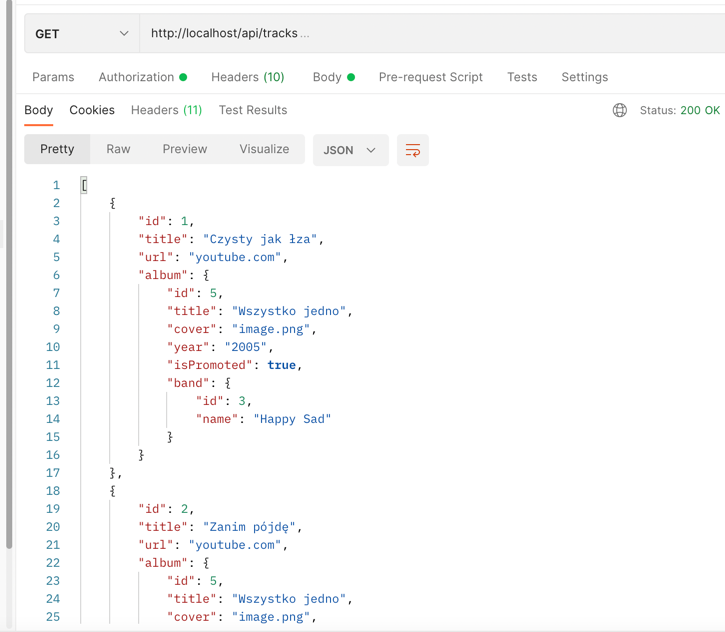 GET http://localhost/api/tracks ...
Params Authorization Headers (10) Body Pre-request Script Tests Settings
Body Cookies Headers (11) Test Results Status: 200 OK
Pretty Raw Preview Visualize JSON
1 [
2 {
3 "id": 1,
4 "title": "Czysty jak łza",
5 "url": "youtube.com",
6 "album": {
7 "id": 5,
8 "title": "Wszystko jedno",
9 "cover": "image.png",
10 "year": "2005",
11 "isPromoted": true,
12 "band": {
13 "id": 3,
14 "name": "Happy Sad"
15 }
16 }
17 },
18 {
19 "id": 2,
20 "title": "Zanim pójdę",
21 "url": "youtube.com",
22 "album": {
23 "id": 5,
24 "title": "Wszystko jedno",
25 "cover": "image.png",